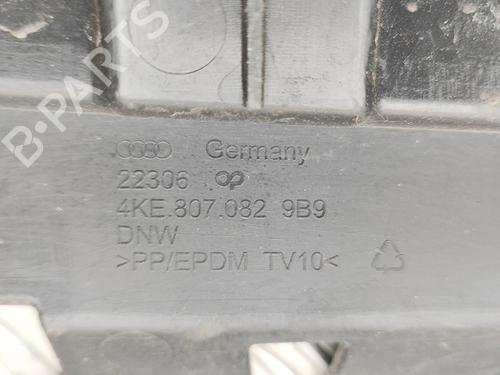 Germany
22306
4KE.807.082 9B9
DNW
>PP/EPDM TV10<
B-Parts